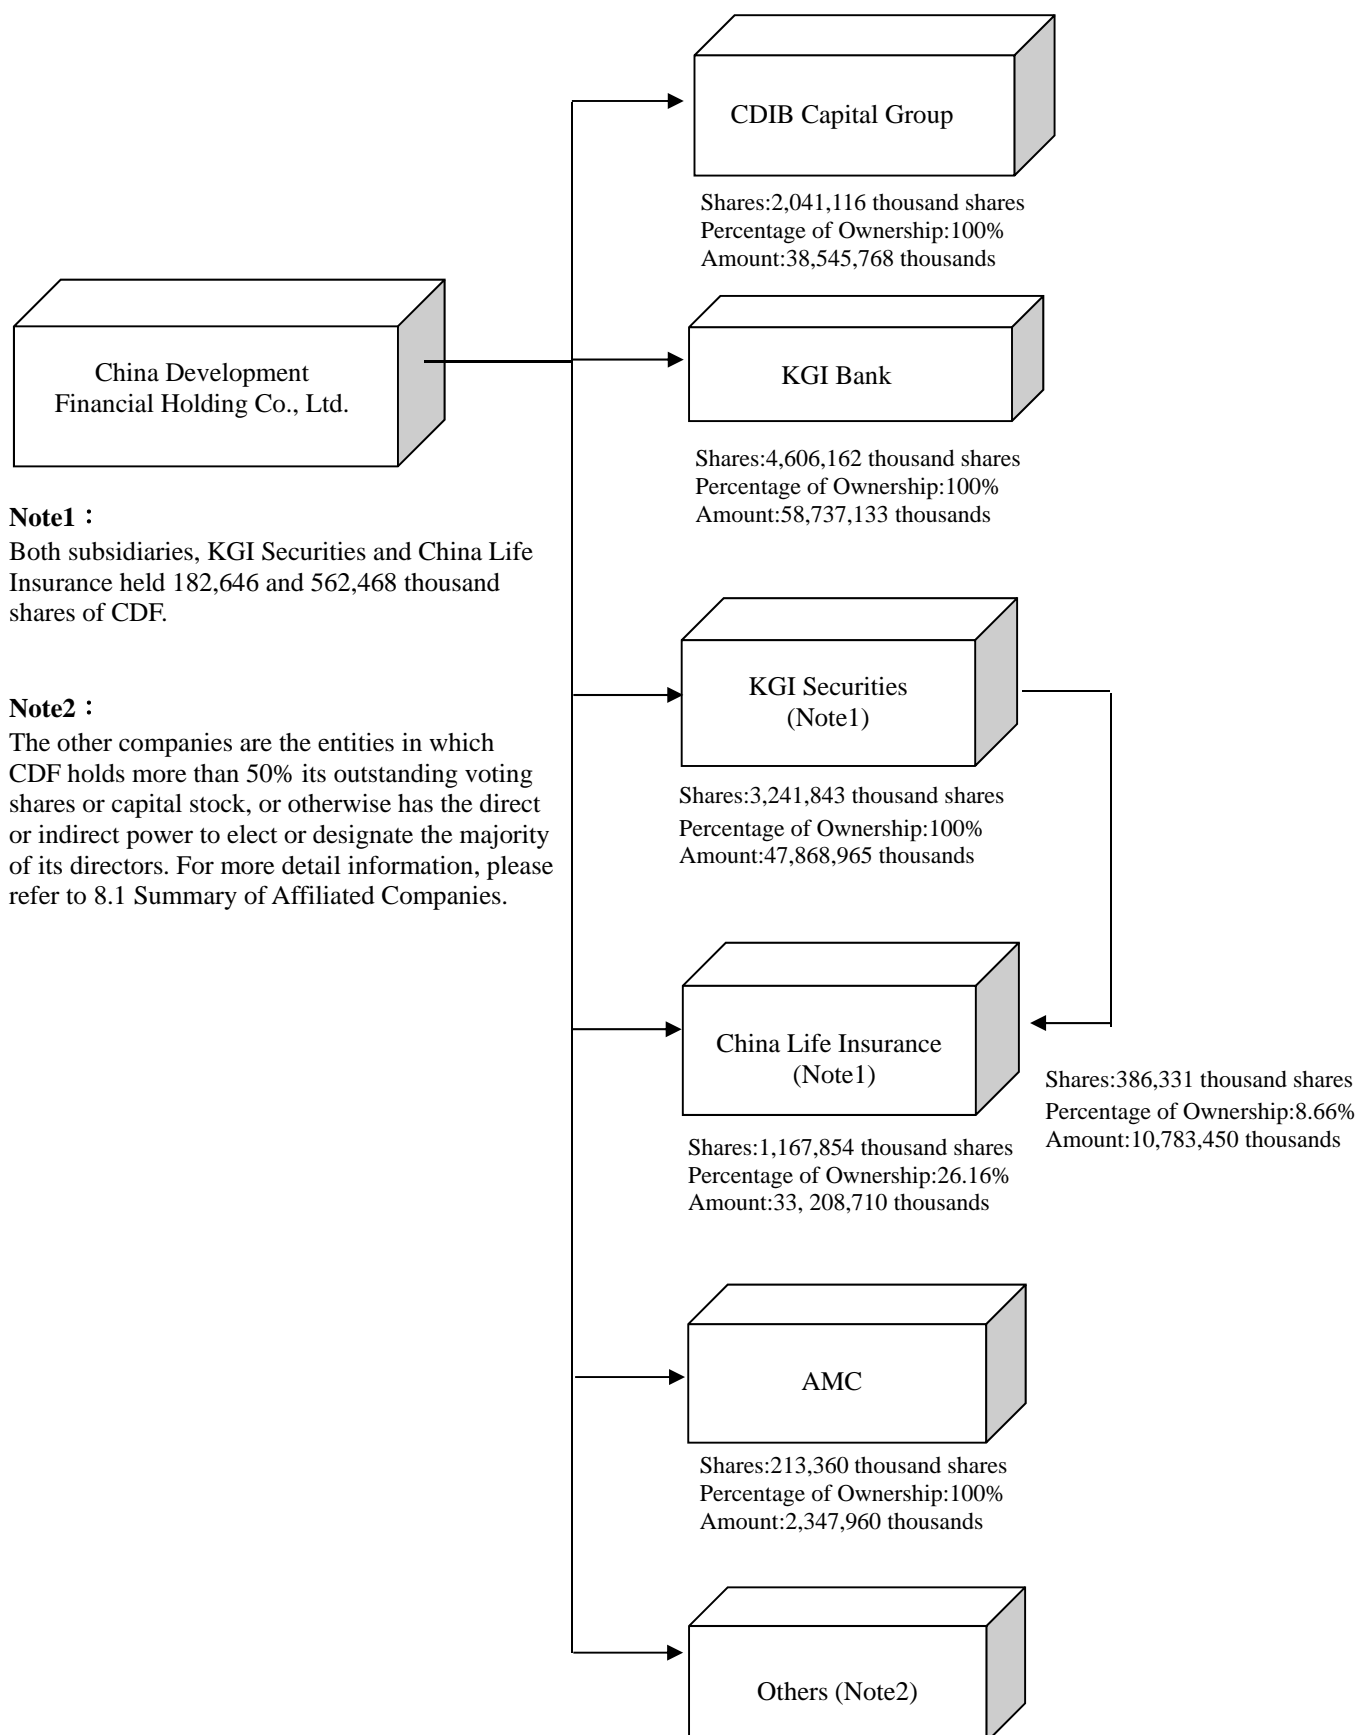 CDIB Capital Group
Shares:2,041,116 thousand shares
Percentage of Ownership:100%
Amount:38,545,768 thousands
China Development
Financial Holding Co., Ltd.
KGI Bank
Shares:4,606,162 thousand shares
Percentage of Ownership:100%
Amount:58,737,133 thousands
Note1：
Both subsidiaries, KGI Securities and China Life
Insurance held 182,646 and 562,468 thousand
shares of CDF.
Note2：
The other companies are the entities in which
CDF holds more than 50% its outstanding voting
shares or capital stock, or otherwise has the direct
or indirect power to elect or designate the majority
of its directors. For more detail information, please
refer to 8.1 Summary of Affiliated Companies.
KGI Securities
(Note1)
Shares:3,241,843 thousand shares
Percentage of Ownership:100%
Amount:47,868,965 thousands
China Life Insurance
(Note1)
Shares:1,167,854 thousand shares
Percentage of Ownership:26.16%
Amount:33, 208,710 thousands
Shares:386,331 thousand shares
Percentage of Ownership:8.66%
Amount:10,783,450 thousands
AMC
Shares:213,360 thousand shares
Percentage of Ownership:100%
Amount:2,347,960 thousands
Others (Note2)